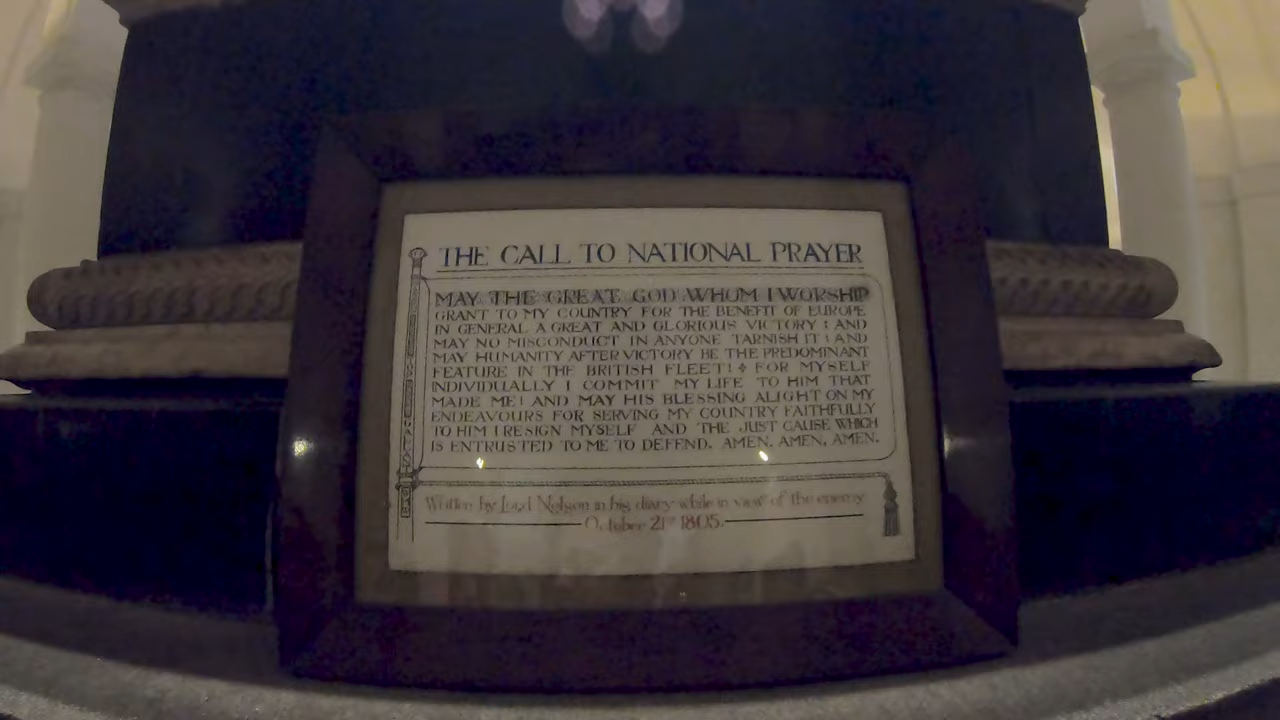 THE CALL TO NATIONAL PRAYER
MAY THE GREAT GOD WHOM I WORSHIP
GRANT TO MY COUNTRY FOR THE BENEFIT OF EUROPE
IN GENERAL A GREAT AND GLORIOUS VICTORY : AND
MAY NO MISCONDUCT IN ANYONE TARNISH IT : AND
MAY HUMANITY AFTER VICTORY BE THE PREDOMINANT
FEATURE IN THE BRITISH FLEET! ❖ FOR MYSELF
INDIVIDUALLY I COMMIT MY LIFE TO HIM THAT
MADE ME! AND MAY HIS BLESSING ALIGHT ON MY
ENDEAVOURS FOR SERVING MY COUNTRY FAITHFULLY
TO HIM I RESIGN MYSELF AND THE JUST CAUSE WHICH
IS ENTRUSTED TO ME TO DEFEND. AMEN. AMEN. AMEN.
Written by Lord Nelson in his diary while in view of the enemy
October 21st 1805.